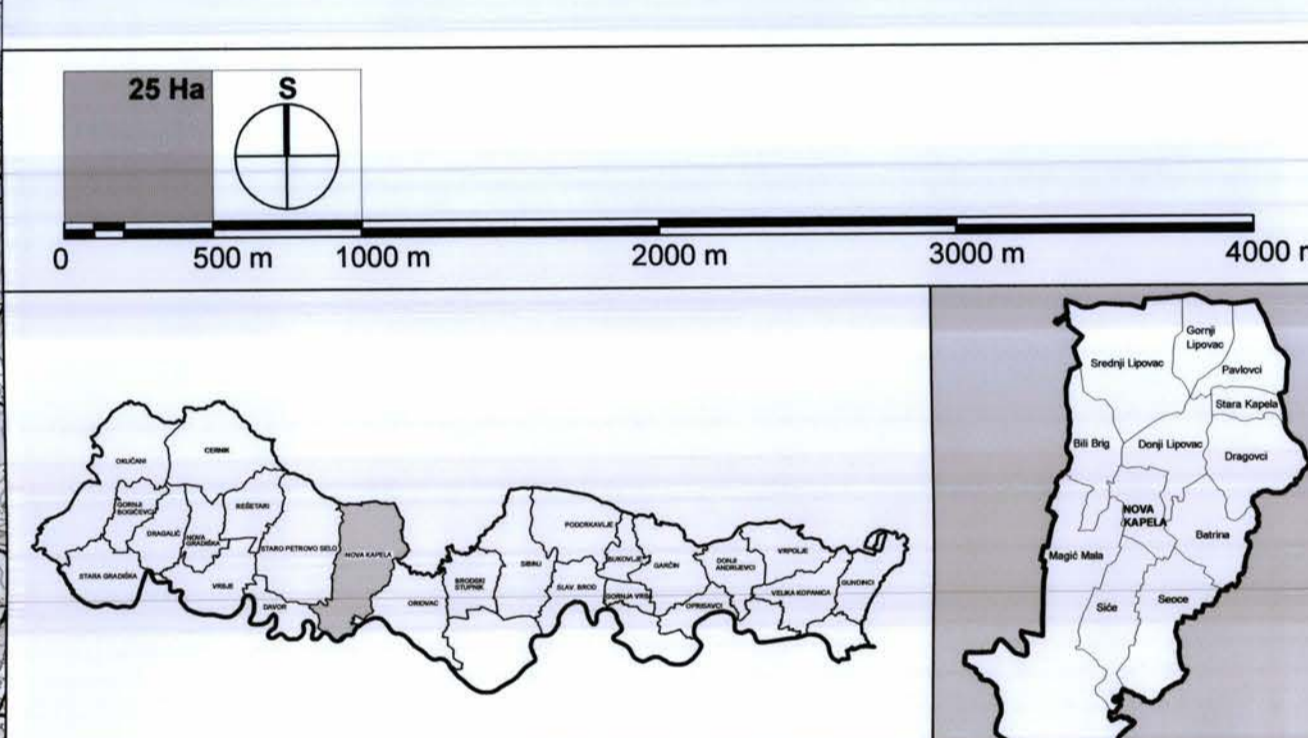 25 Ha
S
0
500 m
1000 m
2000 m
3000 m
4000 m
OKUČANI
CERNIK
GORNJI
BOGIĆEVCI
REŠETARI
DRAGALIĆ
NOVA
GRADIŠKA
STARO PETROVO SELO
NOVA KAPELA
STARA GRADIŠKA
VRBJE
DAVOR
ORIOVAC
BRODSKI
STUPNIK
SIBINJ
PODCRKAVLJE
BUKOVLJE
SLAV. BROD
GARČIN
GORNJA VRBA
DONJI
ANDRIJEVCI
OPRISAVCI
VRPOLJE
VELIKA KOPANICA
GUNDINCI
Gornji
Lipovac
Srednji Lipovac
Pavlovci
Stara Kapela
Bili Brig
Donji Lipovac
Dragovci
NOVA
KAPELA
Batrina
Magić Mala
Siče
Seoce